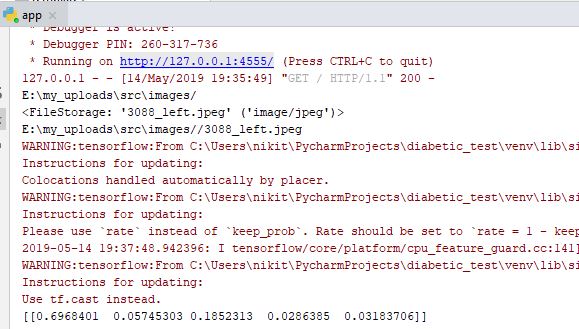 app
* Debugger is active!
* Debugger PIN: 260-317-736
* Running on http://127.0.0.1:4555/ (Press CTRL+C to quit)
127.0.0.1 - - [14/May/2019 19:35:49] "GET / HTTP/1.1" 200 -
E:\my_uploads\src\images/
<FileStorage: '3088_left.jpeg' ('image/jpeg')>
E:\my_uploads\src\images//3088_left.jpeg
WARNING:tensorflow:From C:\Users\nikit\PycharmProjects\diabetic_test\venv\lib\si
Instructions for updating:
Colocations handled automatically by placer.
WARNING:tensorflow:From C:\Users\nikit\PycharmProjects\diabetic_test\venv\lib\si
Instructions for updating:
Please use `rate` instead of `keep_prob`. Rate should be set to `rate = 1 - keep
2019-05-14 19:37:48.942396: I tensorflow/core/platform/cpu_feature_guard.cc:141]
WARNING:tensorflow:From C:\Users\nikit\PycharmProjects\diabetic_test\venv\lib\si
Instructions for updating:
Use tf.cast instead.
[[0.6968401  0.05745303 0.1852313  0.0286385  0.03183706]]